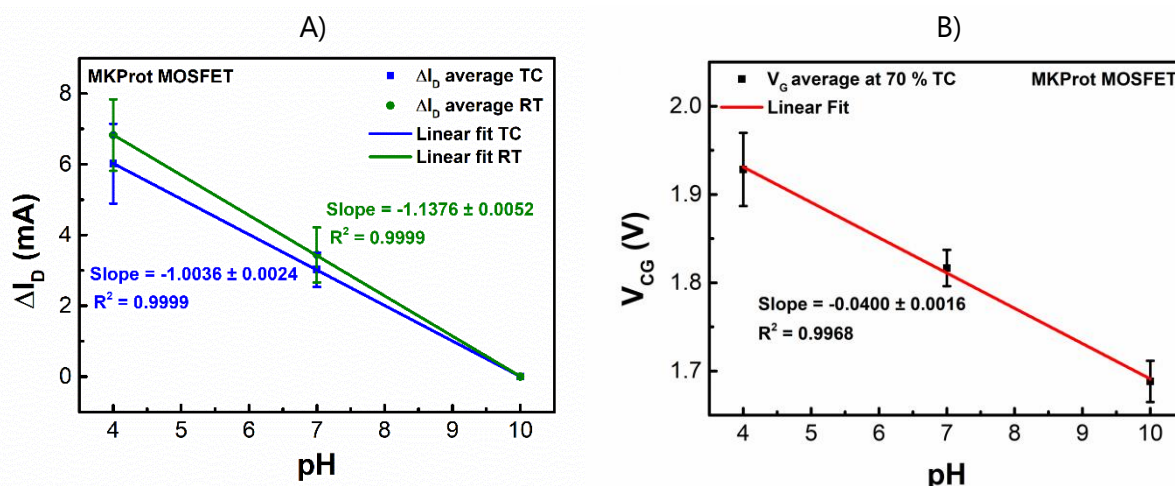 A)
MKProt MOSFET
ΔI_D average TC
ΔI_D average RT
Linear fit TC
Linear fit RT
Slope = -1.1376 ± 0.0052
R² = 0.9999
Slope = -1.0036 ± 0.0024
R² = 0.9999
8
6
4
2
0
ΔI_D (mA)
4 5 6 7 8 9 10
pH
B)
V_G average at 70 % TC
MKProt MOSFET
Linear Fit
2.0
1.9
1.8
1.7
V_CG (V)
Slope = -0.0400 ± 0.0016
R² = 0.9968
4 5 6 7 8 9 10
pH